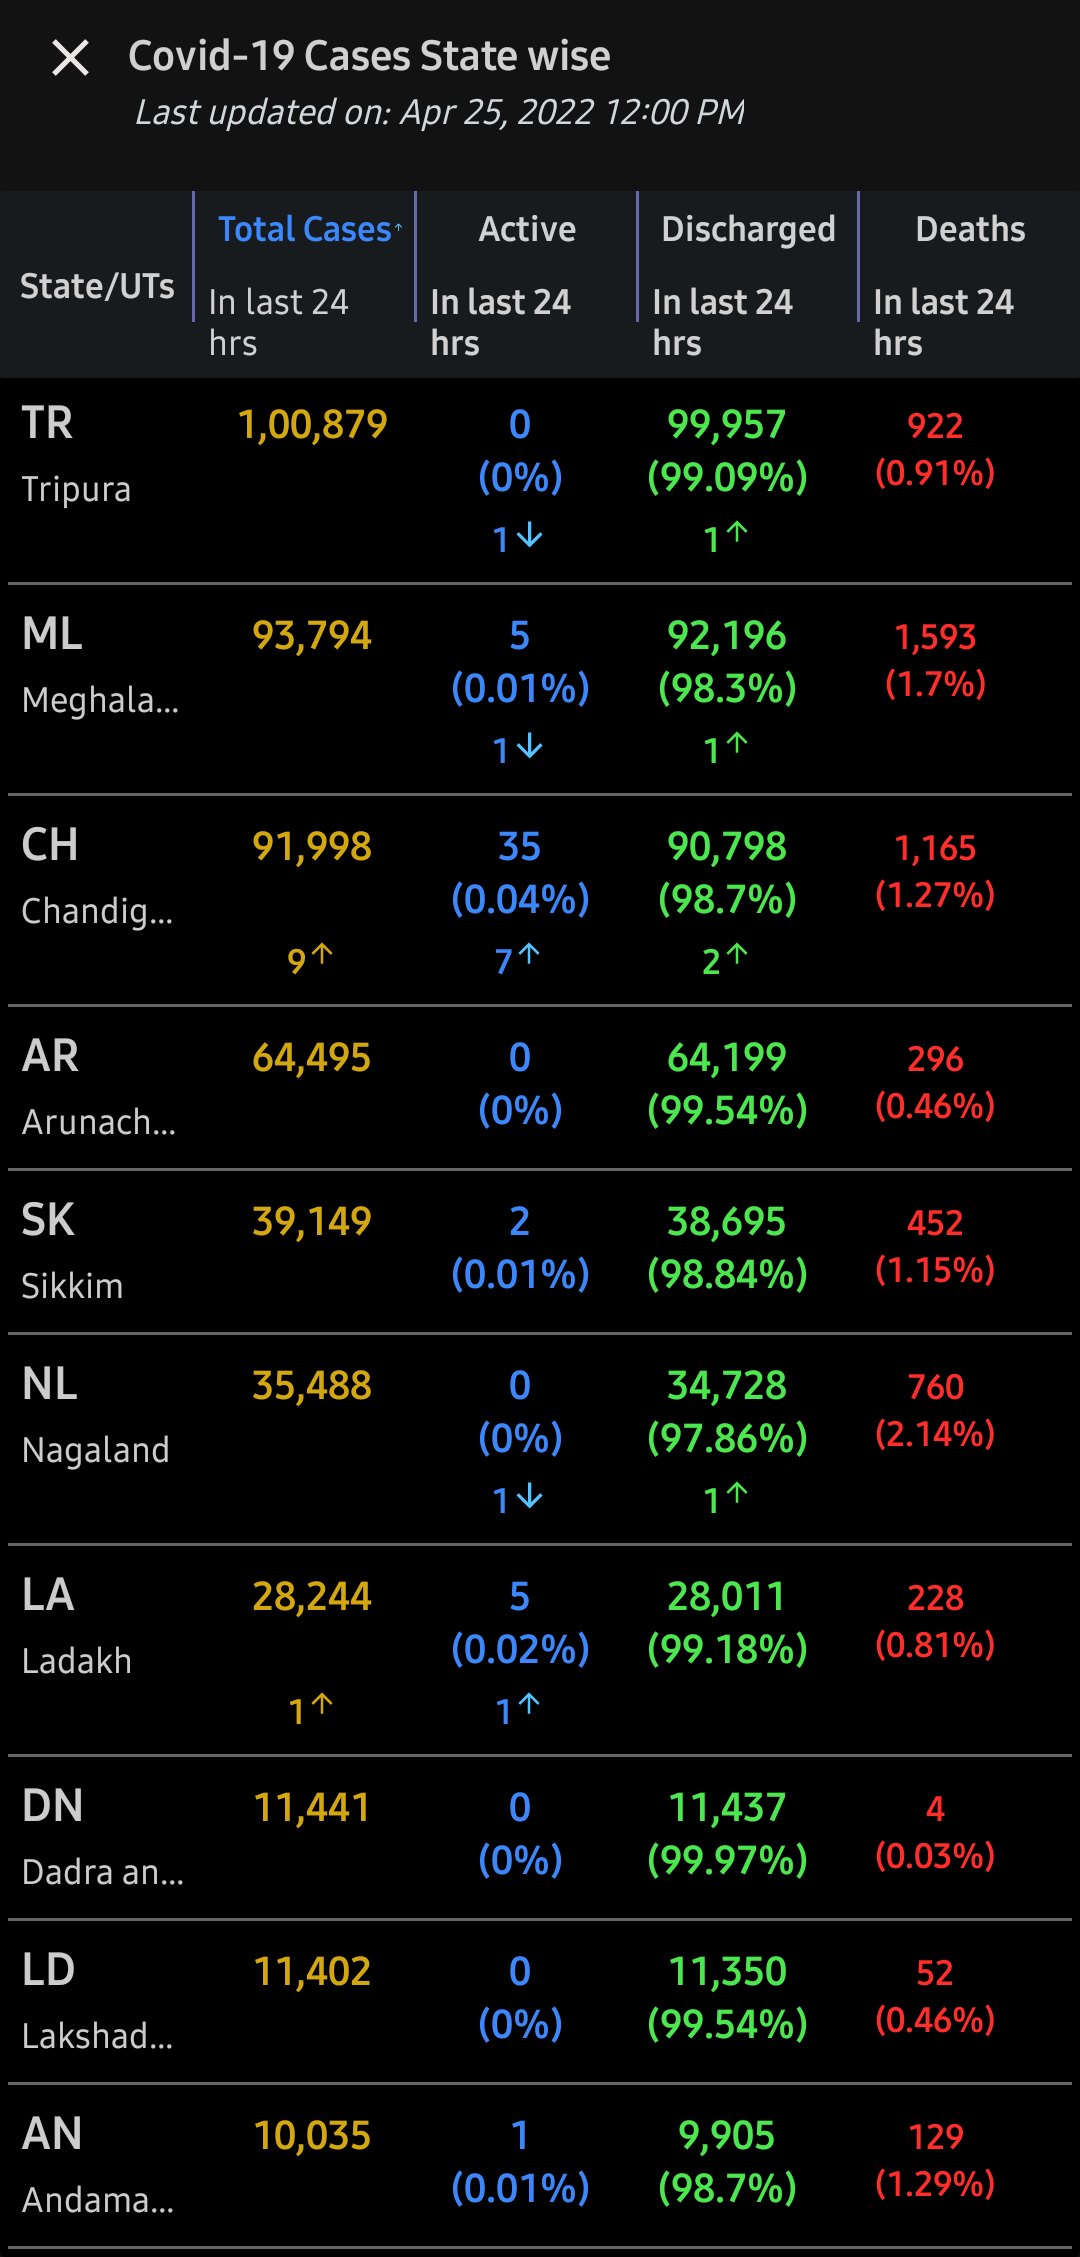 Covid-19 Cases State wise
Last updated on: Apr 25, 2022 12:00 PM
State/UTs
Total Cases↑ Active Discharged Deaths
In last 24 hrs In last 24 hrs In last 24 hrs In last 24 hrs
TR 1,00,879 0 99,957 922
Tripura (0%) (99.09%) (0.91%)
1↓ 1↑
ML 93,794 5 92,196 1,593
Meghala... (0.01%) (98.3%) (1.7%)
1↓ 1↑
CH 91,998 35 90,798 1,165
Chandig... (0.04%) (98.7%) (1.27%)
9↑ 7↑ 2↑
AR 64,495 0 64,199 296
Arunach... (0%) (99.54%) (0.46%)
SK 39,149 2 38,695 452
Sikkim (0.01%) (98.84%) (1.15%)
NL 35,488 0 34,728 760
Nagaland (0%) (97.86%) (2.14%)
1↓ 1↑
LA 28,244 5 28,011 228
Ladakh (0.02%) (99.18%) (0.81%)
1↑ 1↑
DN 11,441 0 11,437 4
Dadra an... (0%) (99.97%) (0.03%)
LD 11,402 0 11,350 52
Lakshad... (0%) (99.54%) (0.46%)
AN 10,035 1 9,905 129
Andama... (0.01%) (98.7%) (1.29%)